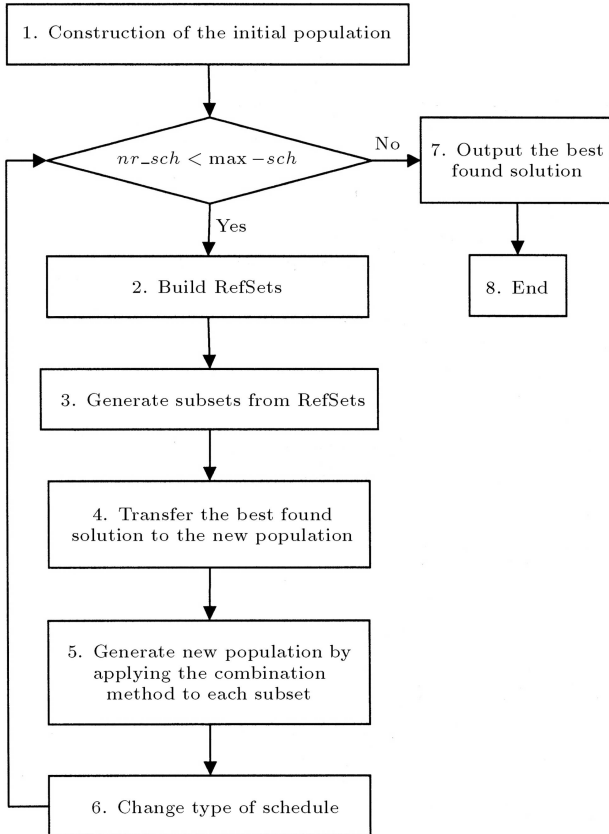 1. Construction of the initial population
nr_sch < max −sch
No
7. Output the best
found solution
Yes
2. Build RefSets
8. End
3. Generate subsets from RefSets
4. Transfer the best found
solution to the new population
5. Generate new population by
applying the combination
method to each subset
6. Change type of schedule